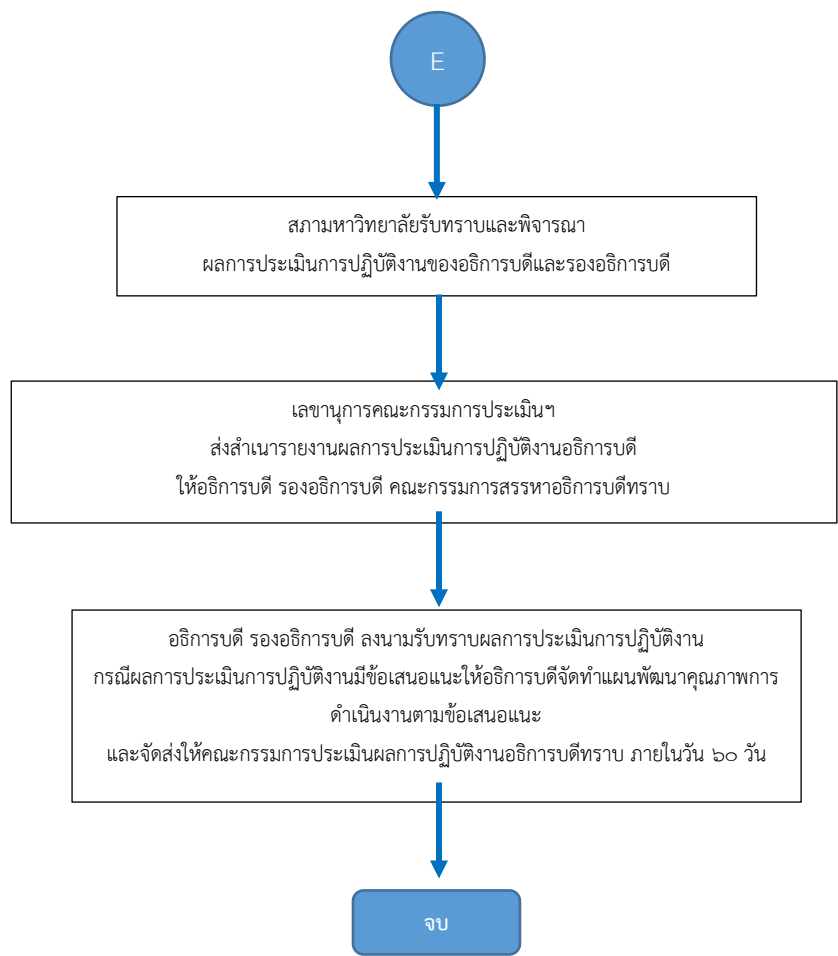 E
สภามหาวิทยาลัยรับทราบและพิจารณา
ผลการประเมินการปฏิบัติงานของอธิการบดีและรองอธิการบดี
เลขานุการคณะกรรมการประเมินฯ
ส่งสำเนารายงานผลการประเมินการปฏิบัติงานอธิการบดี
ให้อธิการบดี รองอธิการบดี คณะกรรมการสรรหาอธิการบดีทราบ
อธิการบดี รองอธิการบดี ลงนามรับทราบผลการประเมินการปฏิบัติงาน
กรณีผลการประเมินการปฏิบัติงานมีข้อเสนอแนะให้อธิการบดีจัดทำแผนพัฒนาคุณภาพการ
ดำเนินงานตามข้อเสนอแนะ
และจัดส่งให้คณะกรรมการประเมินผลการปฏิบัติงานอธิการบดีทราบ ภายในวัน ๖๐ วัน
จบ